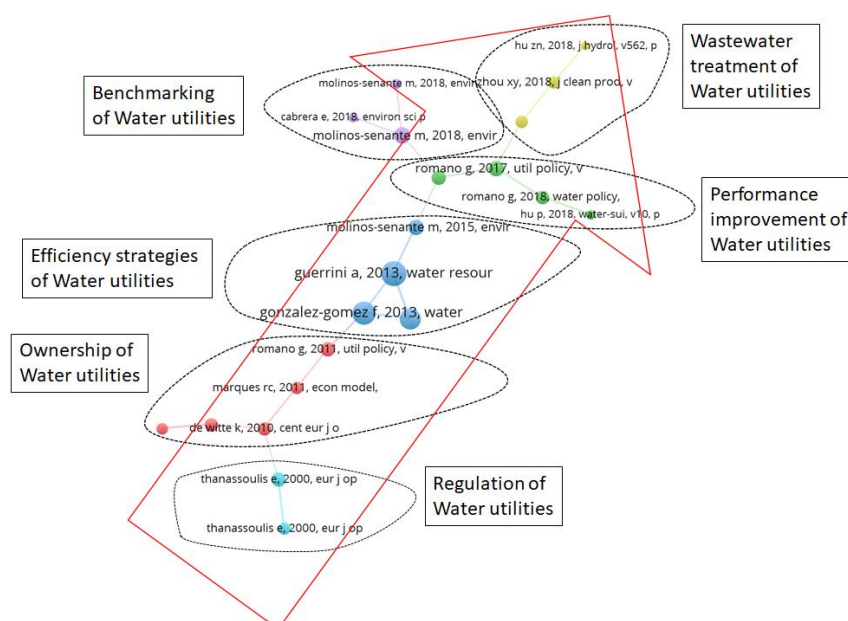 hu zn, 2018, j hydrol, v562, p
Wastewater
treatment of
Water utilities
zhou xy, 2018, j clean prod, v
Benchmarking
of Water utilities
molinos-senante m, 2018, envir
cabrera e, 2018, environ sci p
molinos-senante m, 2018, envir
romano g, 2017, util policy, v
romano g, 2018, water policy,
hu p, 2018, water-sui, v10, p
Performance
improvement of
Water utilities
molinos-senante m, 2015, envir
Efficiency strategies
of Water utilities
guerrini a, 2013, water resour
gonzalez-gomez f, 2013, water
Ownership of
Water utilities
romano g, 2011, util policy, v
marques rc, 2011, econ model,
de witte k, 2010, cent eur j o
thanassoulis e, 2000, eur j op
Regulation of
Water utilities
thanassoulis e, 2000, eur j op